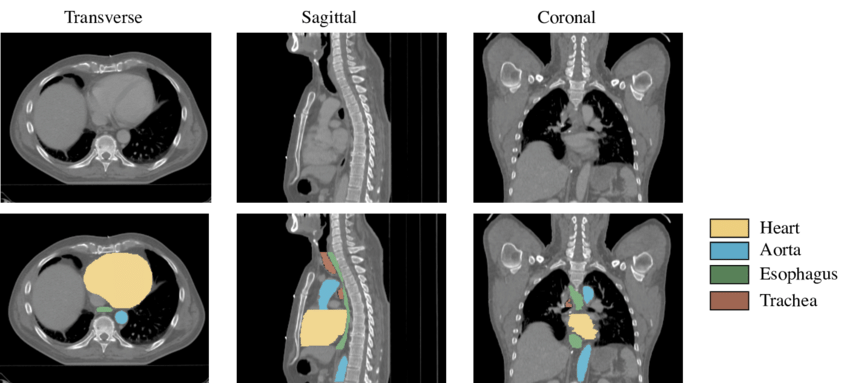 Transverse
Sagittal
Coronal
Heart
Aorta
Esophagus
Trachea